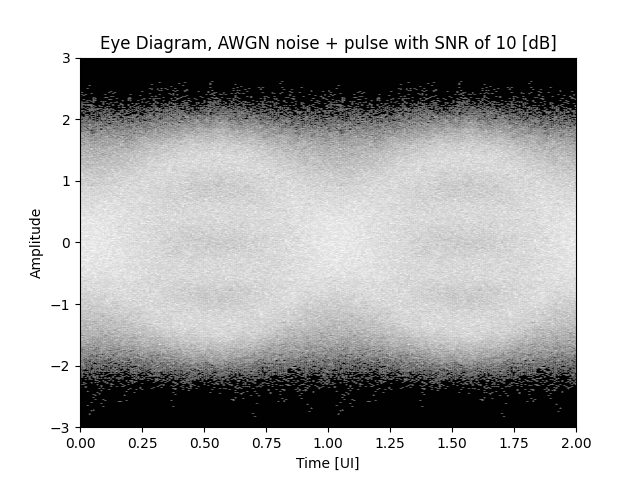 Eye Diagram, AWGN noise + pulse with SNR of 10 [dB]
3
2
1
0
−1
−2
−3
Amplitude
0.00 0.25 0.50 0.75 1.00 1.25 1.50 1.75 2.00
Time [UI]